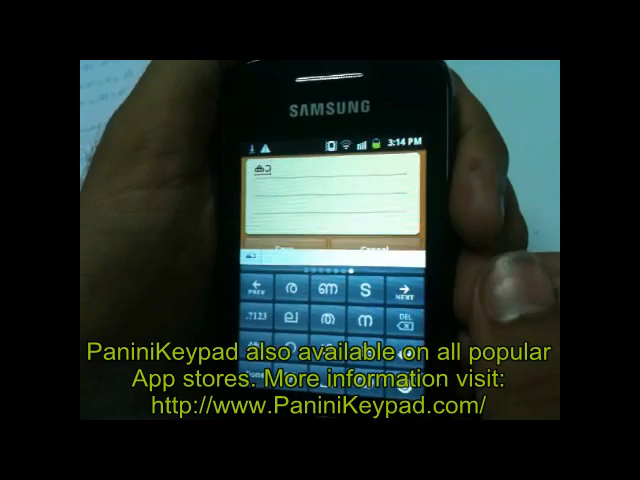 SAMSUNG
3:14 PM
കാ
Cancel
കാ
PREV ര ണ ട NEXT
.?123 ല ത ന DEL
PaniniKeypad also available on all popular
App stores. More information visit:
http://www.PaniniKeypad.com/